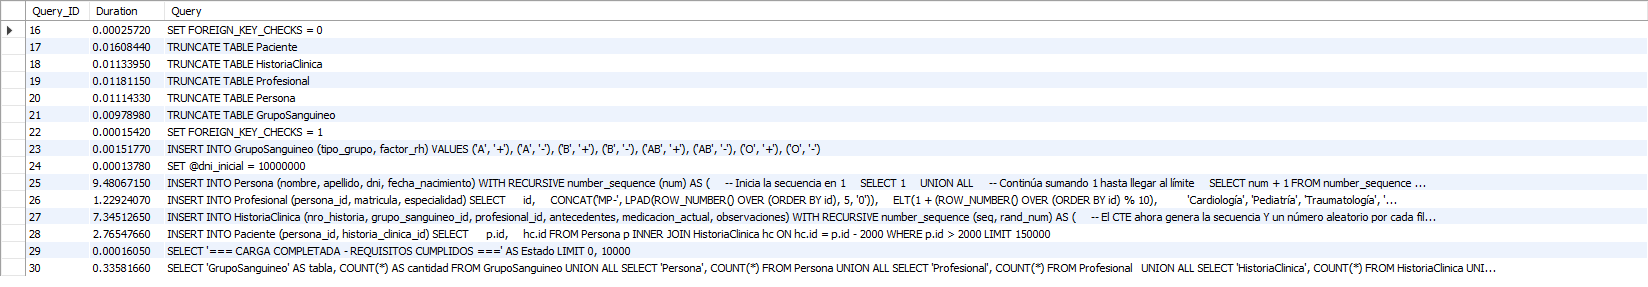 Query_ID Duration Query
16 0.00025720 SET FOREIGN_KEY_CHECKS = 0
17 0.01608440 TRUNCATE TABLE Paciente
18 0.01133950 TRUNCATE TABLE HistoriaClinica
19 0.01181150 TRUNCATE TABLE Profesional
20 0.01114330 TRUNCATE TABLE Persona
21 0.00978980 TRUNCATE TABLE GrupoSanguineo
22 0.00015420 SET FOREIGN_KEY_CHECKS = 1
23 0.00151770 INSERT INTO GrupoSanguineo (tipo_grupo, factor_rh) VALUES ('A', '+'), ('A', '-'), ('B', '+'), ('B', '-'), ('AB', '+'), ('AB', '-'), ('O', '+'), ('O', '-')
24 0.00013780 SET @dni_inicial = 10000000
25 9.48067150 INSERT INTO Persona (nombre, apellido, dni, fecha_nacimiento) WITH RECURSIVE number_sequence (num) AS ( -- Inicia la secuencia en 1 SELECT 1 UNION ALL -- Continúa sumando 1 hasta llegar al límite SELECT num + 1 FROM number_sequence ...
26 1.22924070 INSERT INTO Profesional (persona_id, matricula, especialidad) SELECT id, CONCAT('MP-', LPAD(ROW_NUMBER() OVER (ORDER BY id), 5, '0')), ELT(1 + (ROW_NUMBER() OVER (ORDER BY id) % 10), 'Cardiología', 'Pediatría', 'Traumatología', '...
27 7.34512650 INSERT INTO HistoriaClinica (nro_historia, grupo_sanguineo_id, profesional_id, antecedentes, medicacion_actual, observaciones) WITH RECURSIVE number_sequence (seq, rand_num) AS ( -- El CTE ahora genera la secuencia Y un número aleatorio por cada fil...
28 2.76547660 INSERT INTO Paciente (persona_id, historia_clinica_id) SELECT p.id, hc.id FROM Persona p INNER JOIN HistoriaClinica hc ON hc.id = p.id - 2000 WHERE p.id > 2000 LIMIT 150000
29 0.00016050 SELECT '=== CARGA COMPLETADA - REQUISITOS CUMPLIDOS ===' AS Estado LIMIT 0, 10000
30 0.33581660 SELECT 'GrupoSanguineo' AS tabla, COUNT(*) AS cantidad FROM GrupoSanguineo UNION ALL SELECT 'Persona', COUNT(*) FROM Persona UNION ALL SELECT 'Profesional', COUNT(*) FROM Profesional UNION ALL SELECT 'HistoriaClinica', COUNT(*) FROM HistoriaClinica UNI...